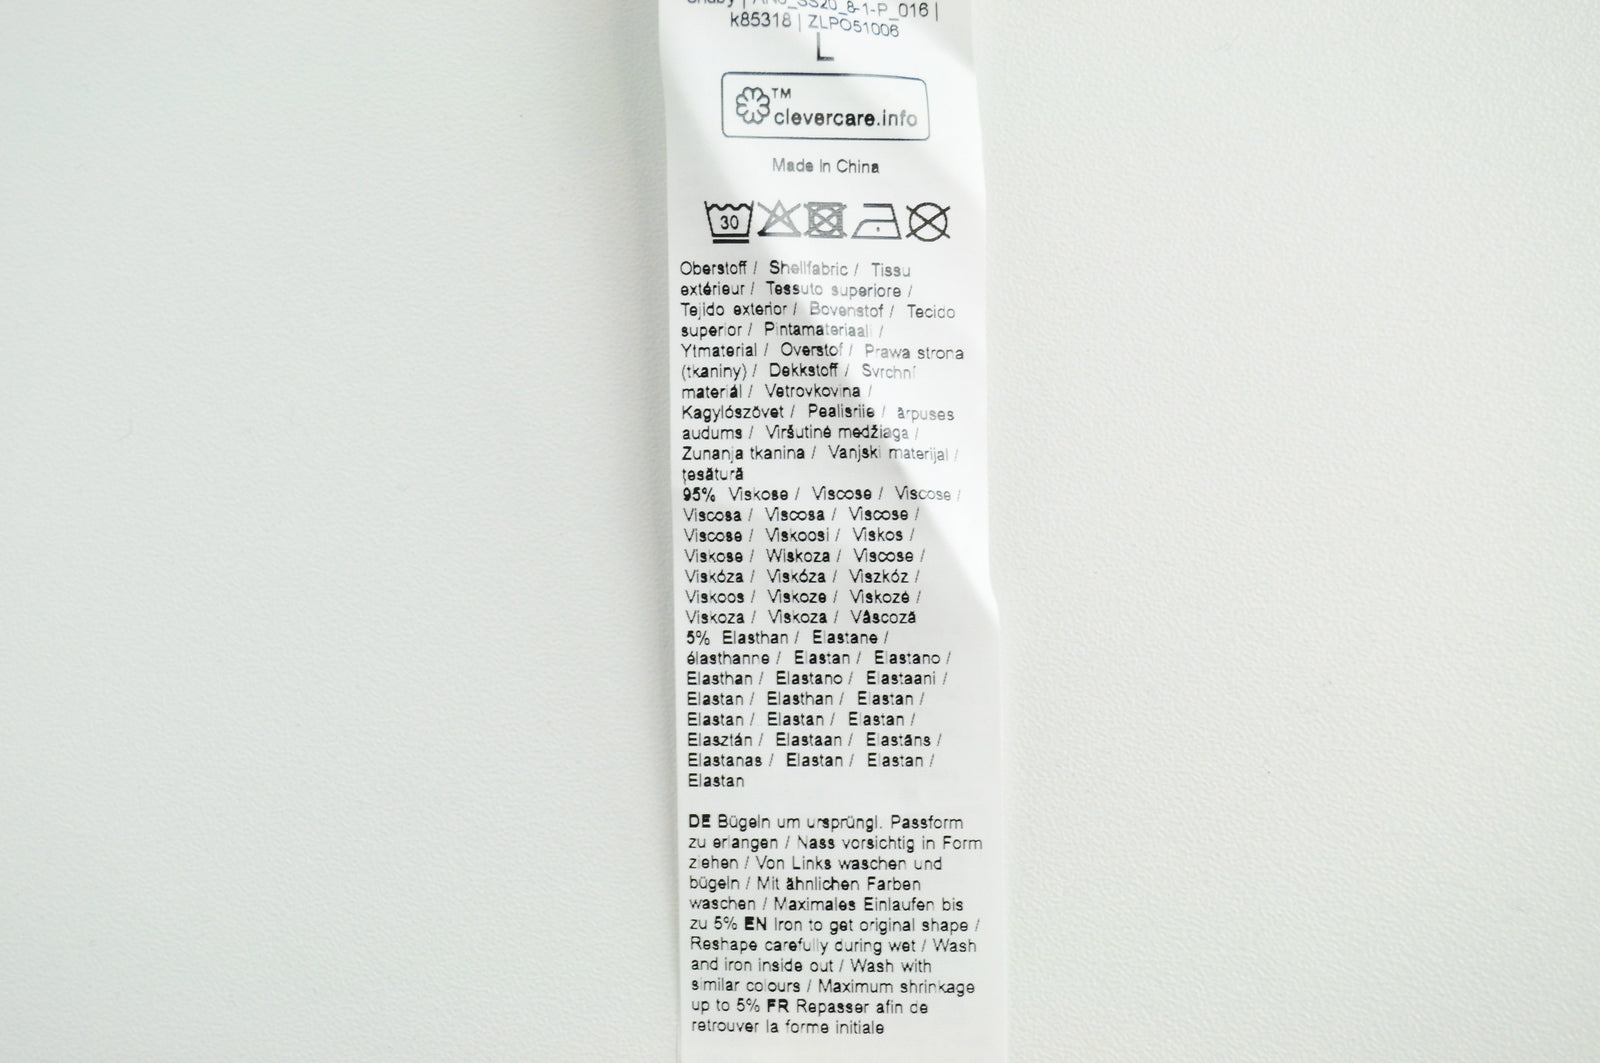 016 |
k85318 | ZLPO51006
L
TM
clevercare.info
Made In China
30
Oberstoff / Shellfabric / Tissu
extérieur / Tessuto superiore /
Tejido exterior / Bovenstof / Tecido
superior / Pintamateriaali /
Ytmaterial / Overstof / Prawa strona
(tkaniny) / Dekkstoff / Svrchní
materiál / Vetrovkovina /
Kagylószövet / Pealisriie / ārpuses
audums / Viršutinė medžiaga /
Zunanja tkanina / Vanjski materijal /
țesătură
95% Viskose / Viscose / Viscose /
Viscosa / Viscosa / Viscose /
Viscose / Viskoosi / Viskos /
Viskose / Wiskoza / Viscose /
Viskóza / Viskóza / Viszkóz /
Viskoos / Viskoze / Viskozė /
Viskoza / Viskoza / Vâscoză
5% Elasthan / Elastane /
élasthanne / Elastan / Elastano /
Elasthan / Elastano / Elastaani /
Elastan / Elasthan / Elastan /
Elastan / Elastan / Elastan /
Elasztán / Elastaan / Elastāns /
Elastanas / Elastan / Elastan /
Elastan
DE Bügeln um ursprüngl. Passform
zu erlangen / Nass vorsichtig in Form
ziehen / Von Links waschen und
bügeln / Mit ähnlichen Farben
waschen / Maximales Einlaufen bis
zu 5% EN Iron to get original shape /
Reshape carefully during wet / Wash
and iron inside out / Wash with
similar colours / Maximum shrinkage
up to 5% FR Repasser afin de
retrouver la forme initiale